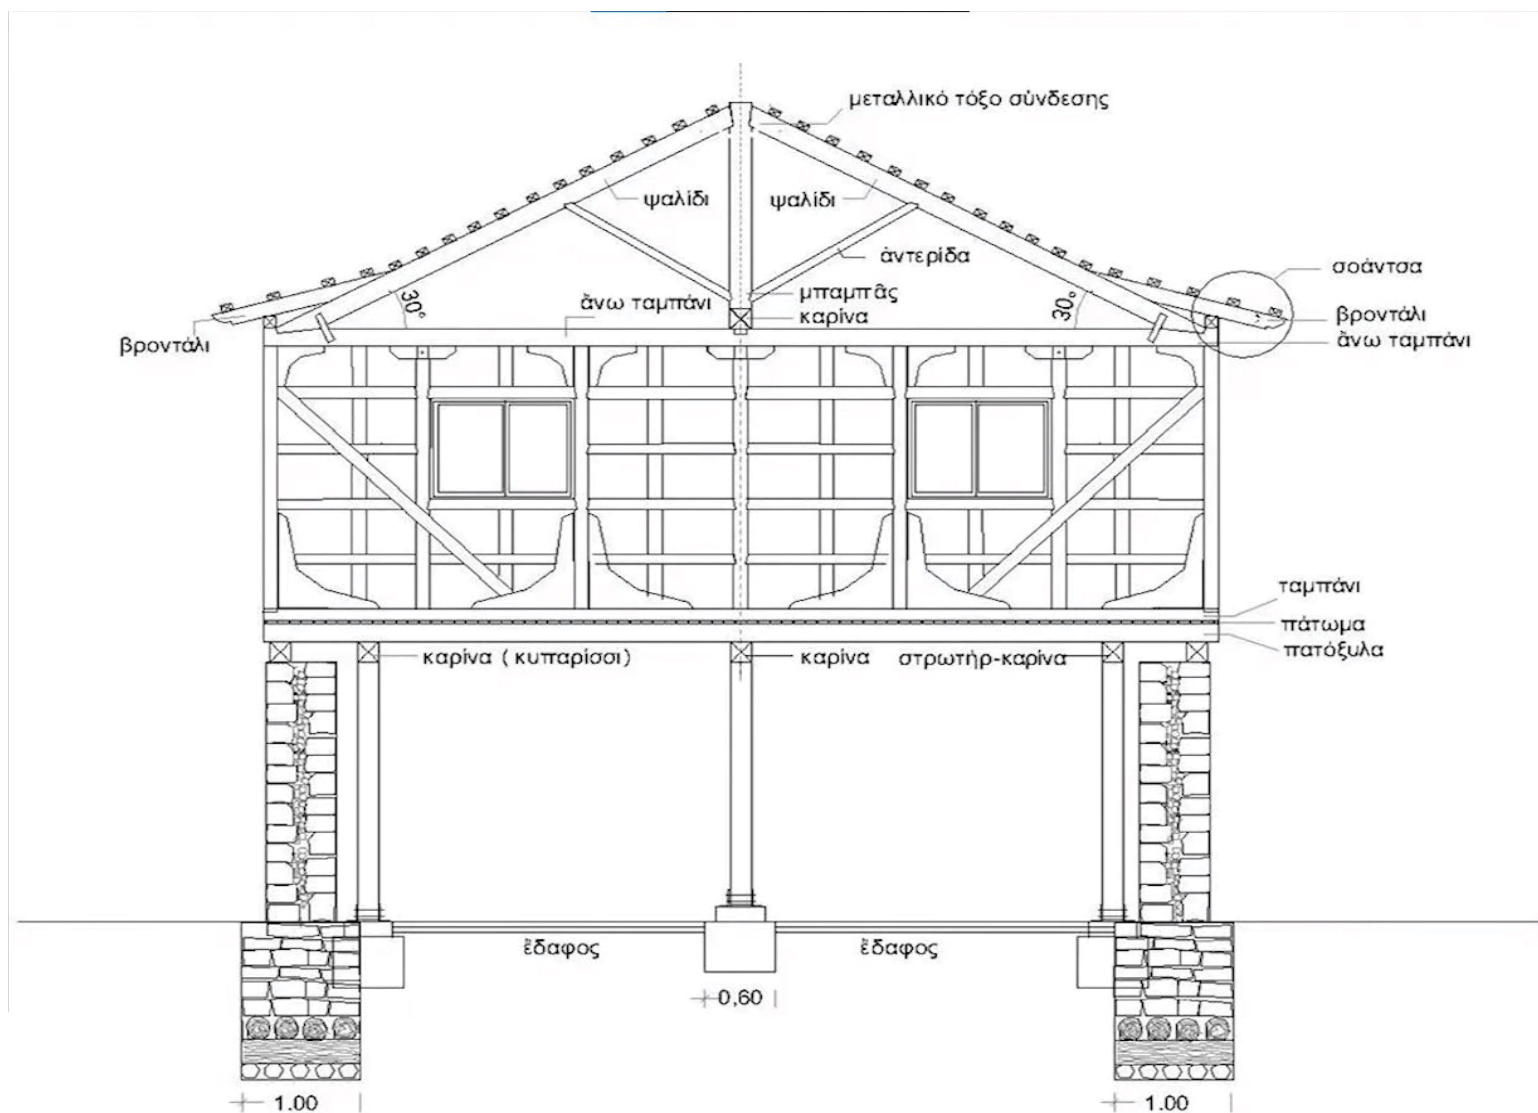 μεταλλικό τόξο σύνδεσης
ψαλίδι
ψαλίδι
ἀντερίδα
σοάντσα
30°
ἄνω ταμπάνι
μπαμπᾶς
30°
καρίνα
βροντάλι
βροντάλι
ἄνω ταμπάνι
ταμπάνι
πάτωμα
πατόξυλα
καρίνα ( κυπαρίσσι)
καρίνα
στρωτήρ-καρίνα
ἔδαφος
ἔδαφος
0,60
1.00
1.00